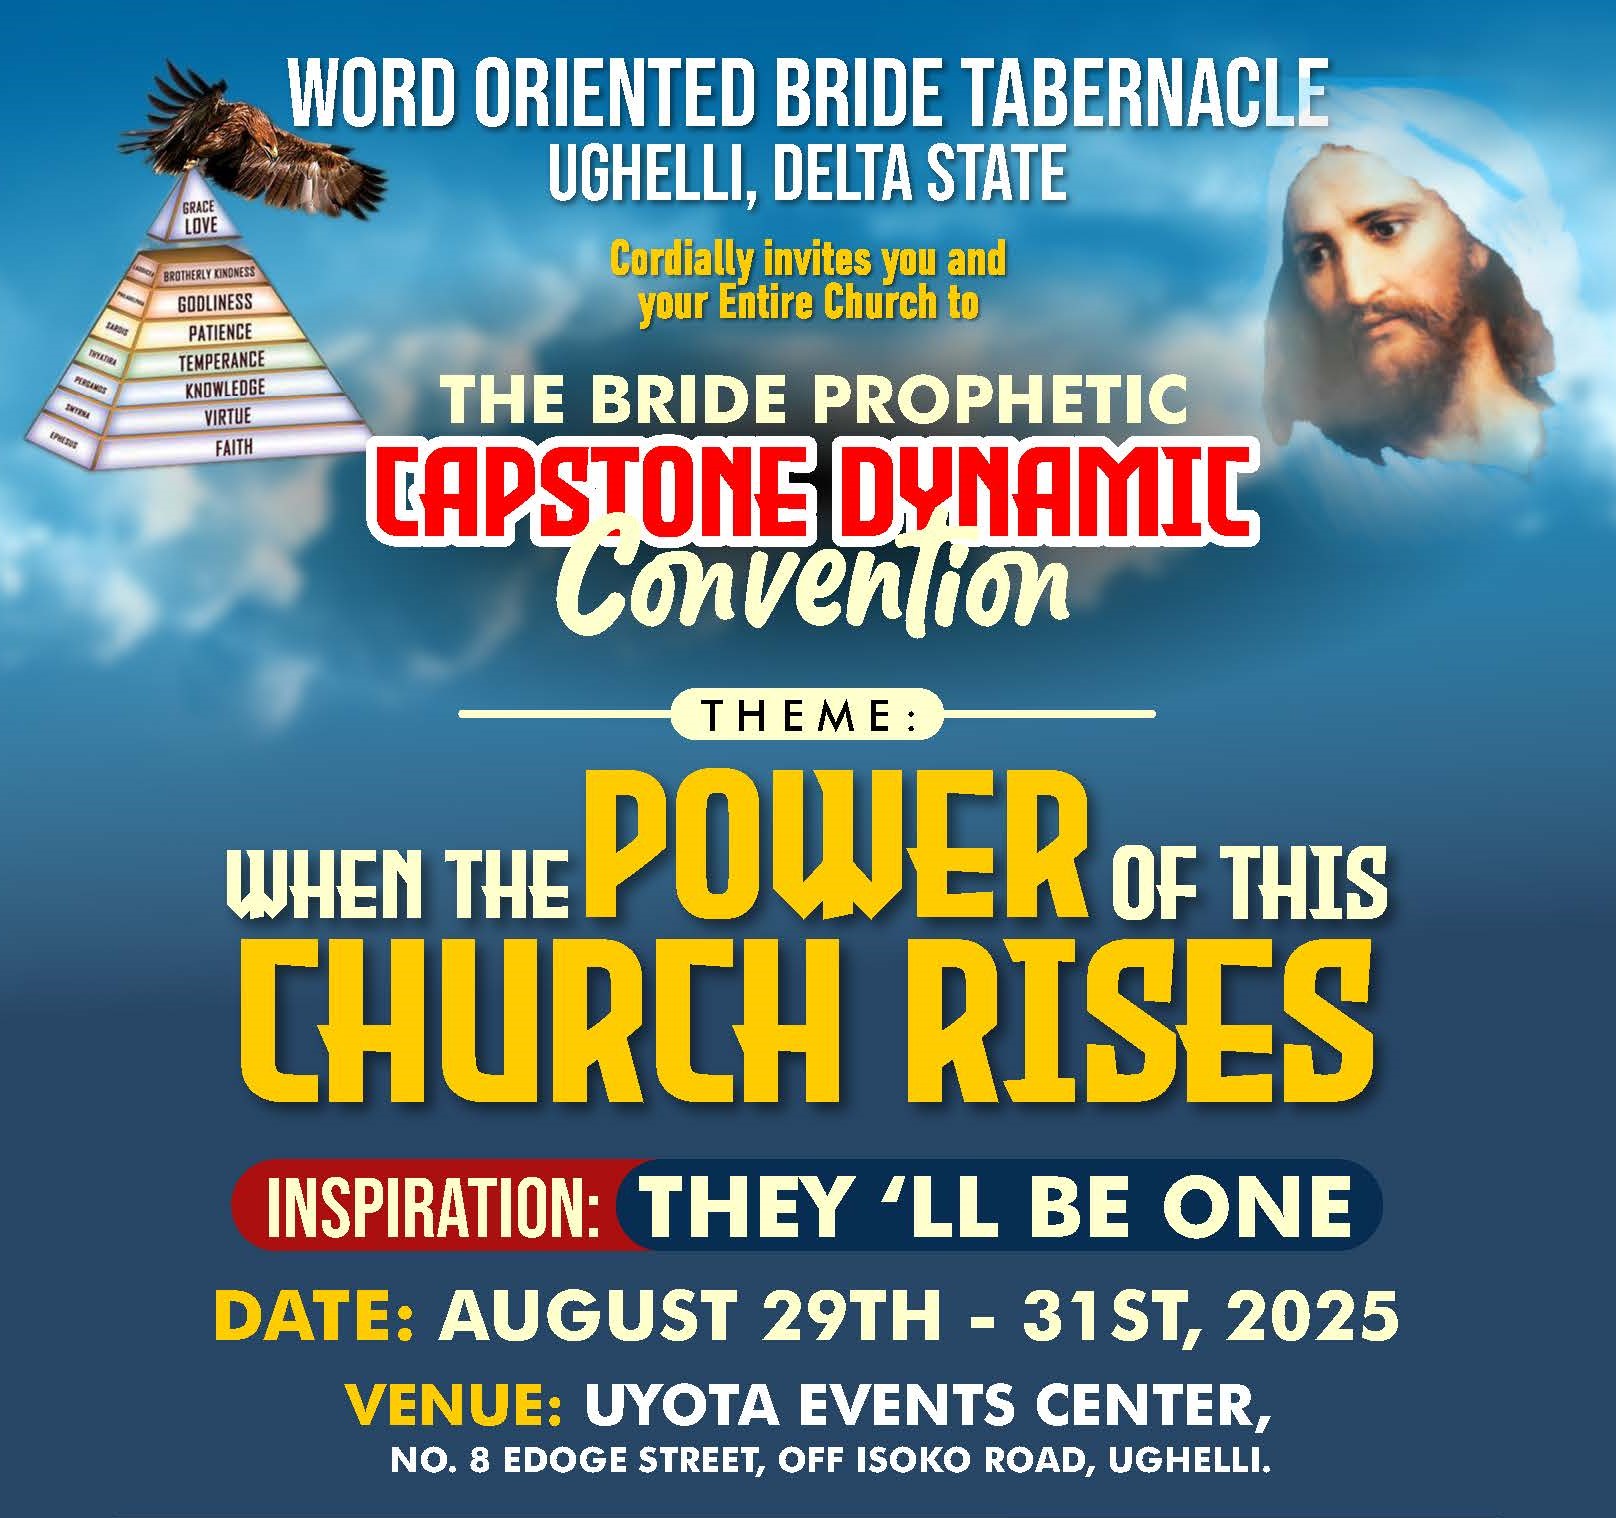 WORD ORIENTED BRIDE TABERNACLE
UGHELLI, DELTA STATE
Cordially invites you and
your Entire Church to
GRACE
LOVE
LAODICEA BROTHERLY KINDNESS
PHILADELPHIA GODLINESS
SARDIS PATIENCE
THYATIRA TEMPERANCE
PERGAMOS KNOWLEDGE
SMYRNA VIRTUE
EPHESUS FAITH
THE BRIDE PROPHETIC
CAPSTONE DYNAMIC
Convention
THEME:
WHEN THE POWER OF THIS
CHURCH RISES
INSPIRATION: THEY ‘LL BE ONE
DATE: AUGUST 29TH - 31ST, 2025
VENUE: UYOTA EVENTS CENTER,
NO. 8 EDOGE STREET, OFF ISOKO ROAD, UGHELLI.